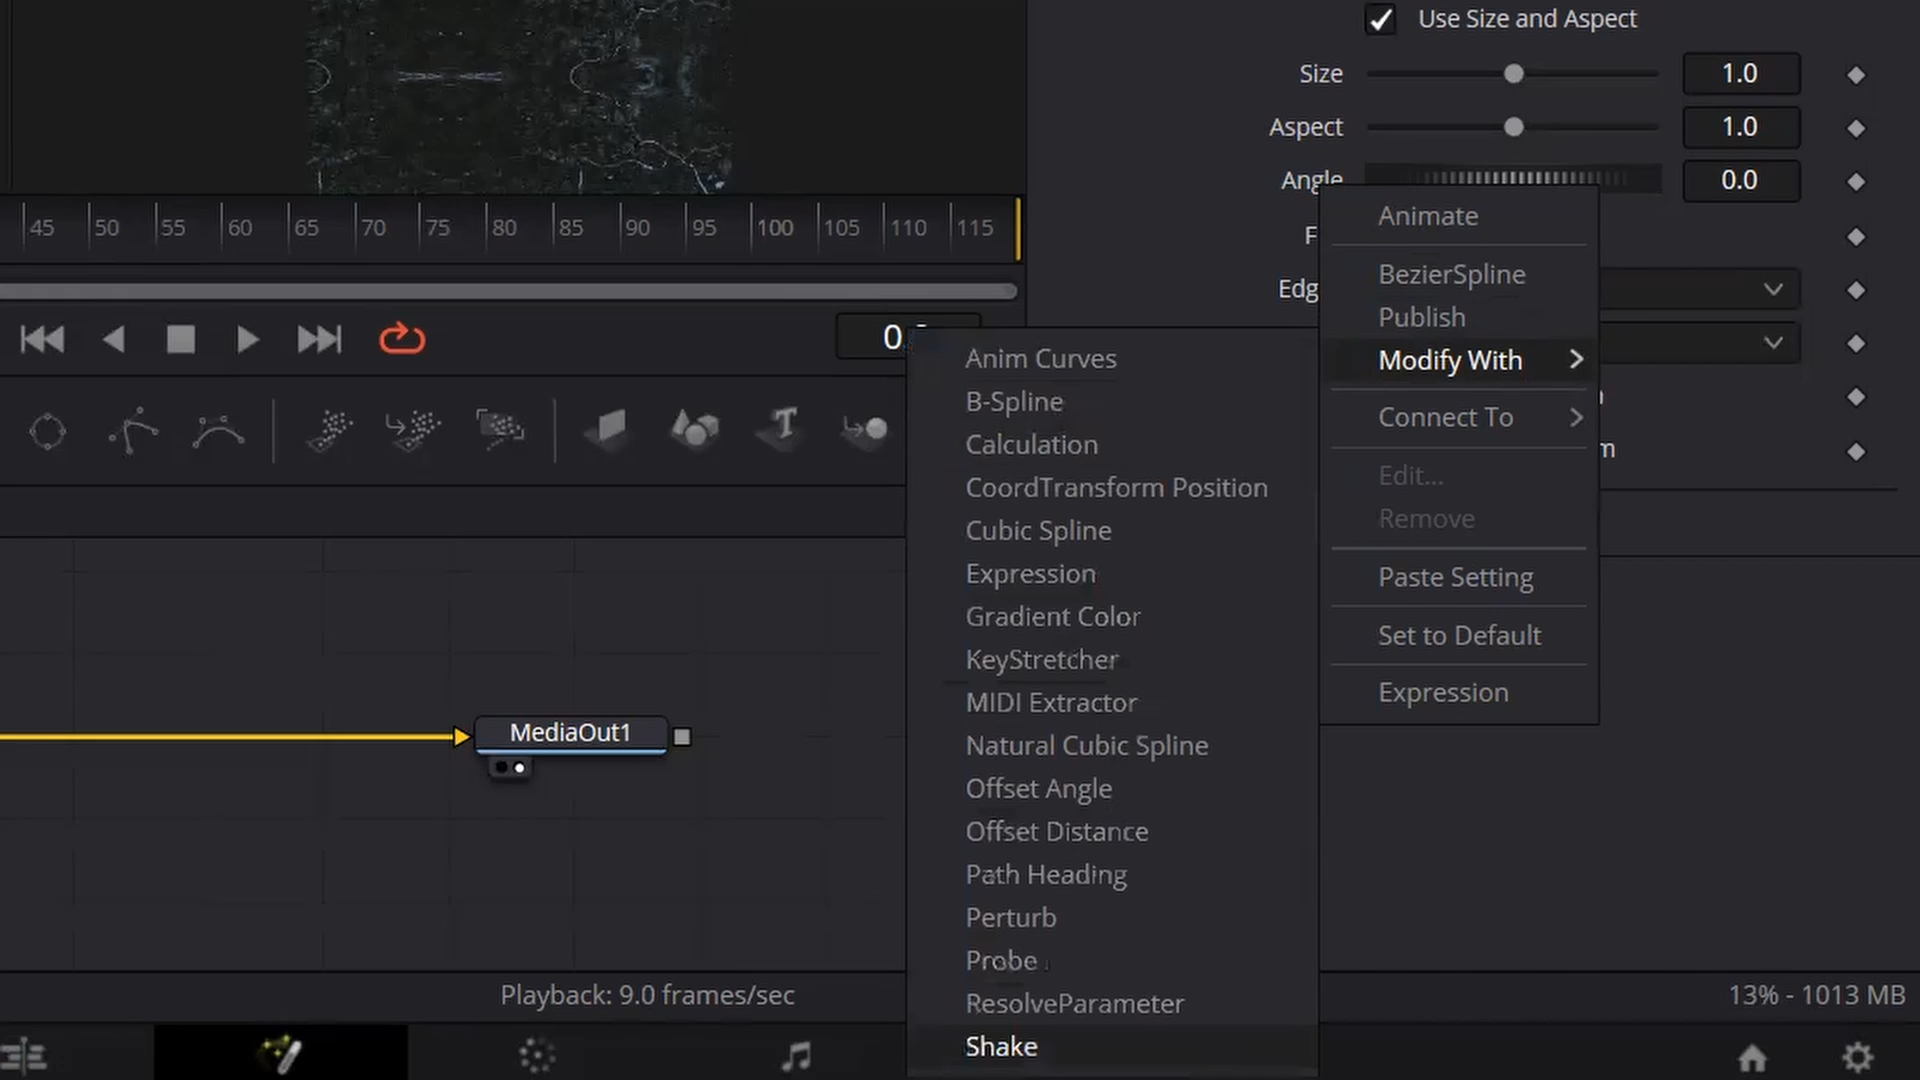 Use Size and Aspect
Size 1.0
Aspect 1.0
Angle 0.0
F
Edg
m
45 50 55 60 65 70 75 80 85 90 95 100 105 110 115
Animate
BezierSpline
Publish
Modify With
Connect To
Edit...
Remove
Paste Setting
Set to Default
Expression
Anim Curves
B-Spline
Calculation
CoordTransform Position
Cubic Spline
Expression
Gradient Color
KeyStretcher
MIDI Extractor
Natural Cubic Spline
Offset Angle
Offset Distance
Path Heading
Perturb
Probe
ResolveParameter
Shake
MediaOut1
Playback: 9.0 frames/sec
13% - 1013 MB